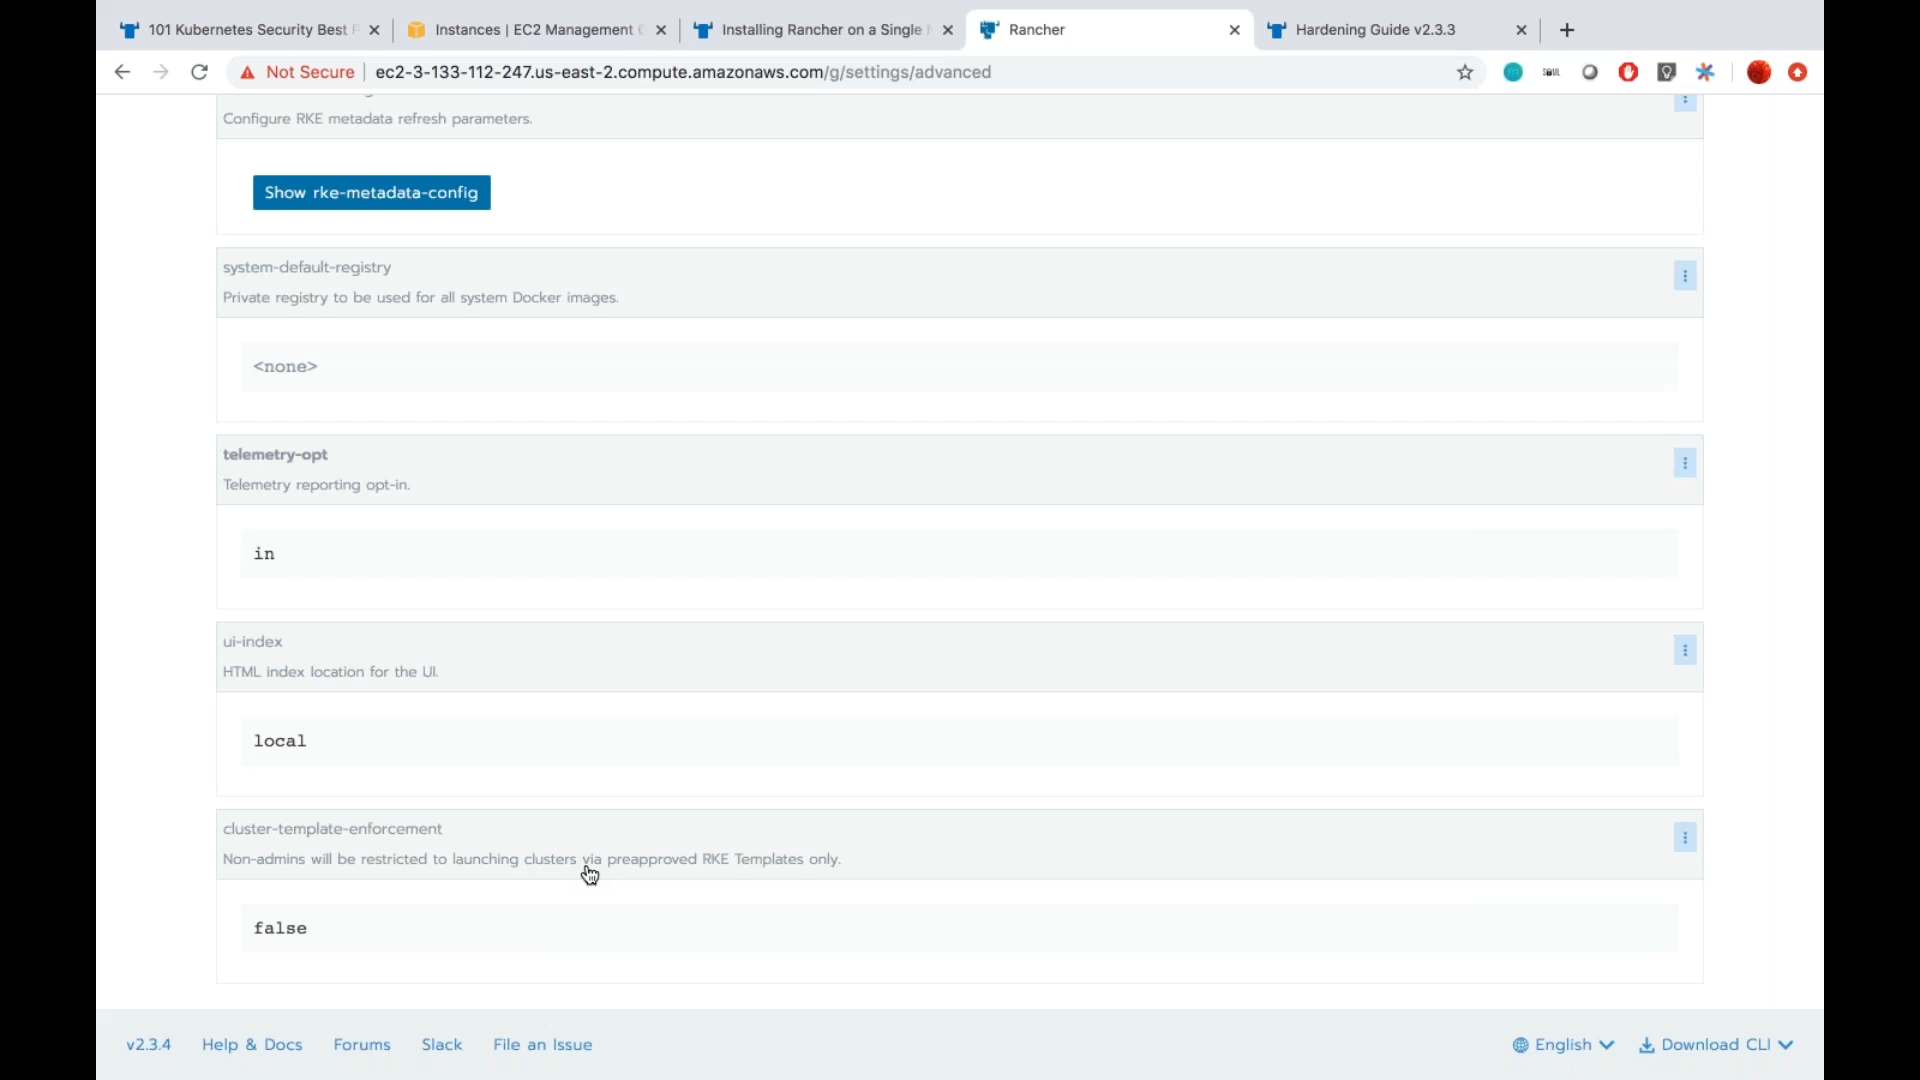 101 Kubernetes Security Best P
Instances | EC2 Management C
Installing Rancher on a Single N
Rancher
Hardening Guide v2.3.3
Not Secure
ec2-3-133-112-247.us-east-2.compute.amazonaws.com/g/settings/advanced
Configure RKE metadata refresh parameters.
Show rke-metadata-config
system-default-registry
Private registry to be used for all system Docker images.
<none>
telemetry-opt
Telemetry reporting opt-in.
in
ui-index
HTML index location for the UI.
local
cluster-template-enforcement
Non-admins will be restricted to launching clusters via preapproved RKE Templates only.
false
v2.3.4
Help & Docs
Forums
Slack
File an Issue
English
Download CLI